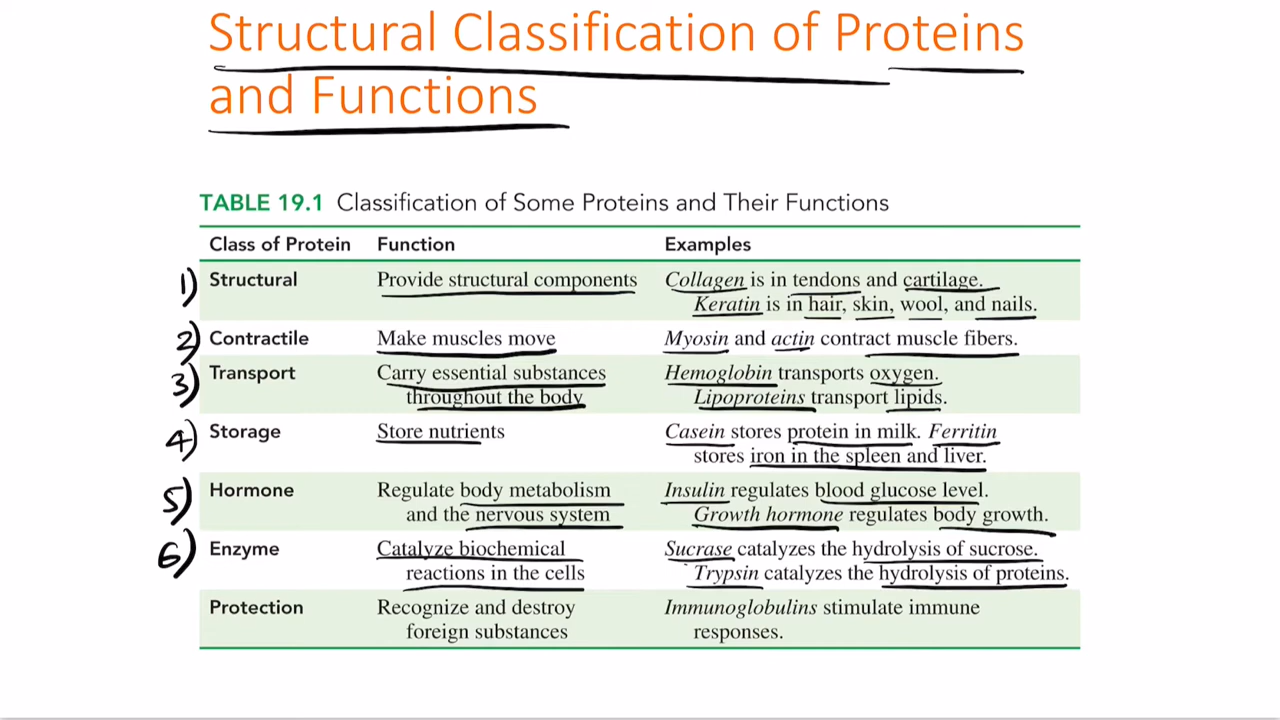 Structural Classification of Proteins
and Functions
TABLE 19.1 Classification of Some Proteins and Their Functions
Class of Protein Function Examples
1) Structural Provide structural components Collagen is in tendons and cartilage.
Keratin is in hair, skin, wool, and nails.
2) Contractile Make muscles move Myosin and actin contract muscle fibers.
3) Transport Carry essential substances Hemoglobin transports oxygen.
throughout the body Lipoproteins transport lipids.
4) Storage Store nutrients Casein stores protein in milk. Ferritin
stores iron in the spleen and liver.
5) Hormone Regulate body metabolism Insulin regulates blood glucose level.
and the nervous system Growth hormone regulates body growth.
6) Enzyme Catalyze biochemical Sucrase catalyzes the hydrolysis of sucrose.
reactions in the cells Trypsin catalyzes the hydrolysis of proteins.
Protection Recognize and destroy Immunoglobulins stimulate immune
foreign substances responses.